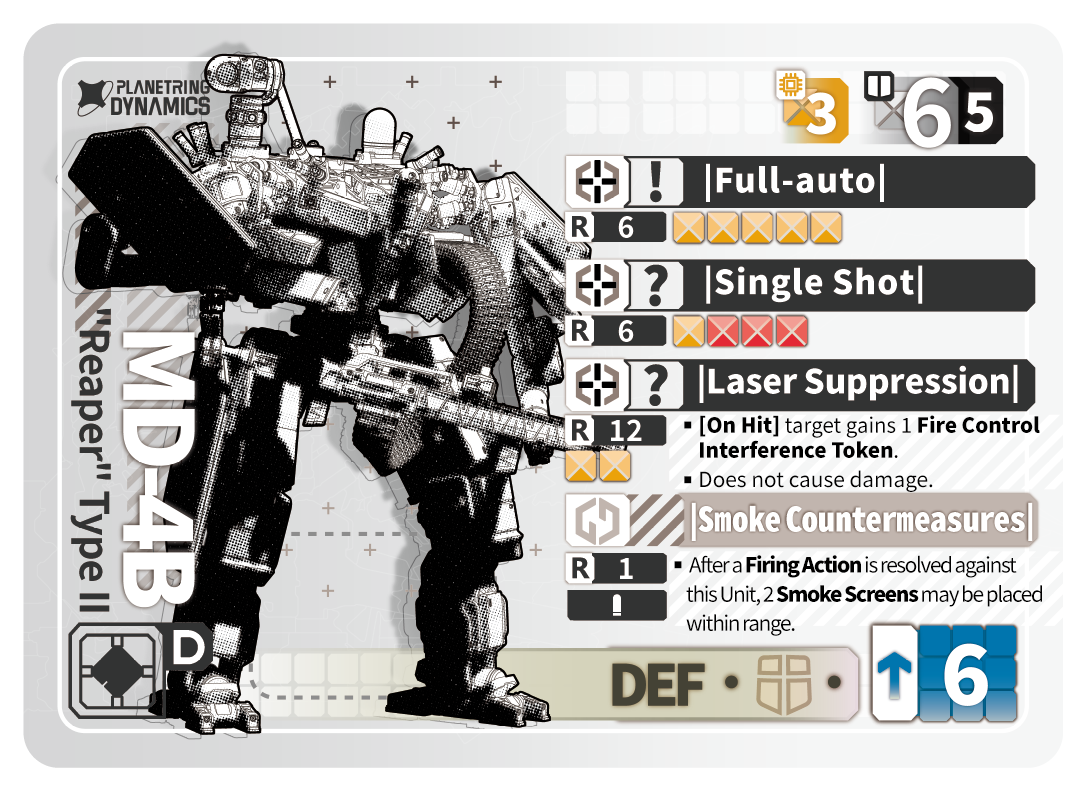 PLANETRING
DYNAMICS
3
6 5
! |Full-auto|
R 6
? |Single Shot|
R 6
? |Laser Suppression|
R 12
▪ [On Hit] target gains 1 Fire Control
Interference Token.
▪ Does not cause damage.
|Smoke Countermeasures|
R 1
▪ After a Firing Action is resolved against
this Unit, 2 Smoke Screens may be placed
within range.
MD-4B
"Reaper" Type II
D
DEF • •
6